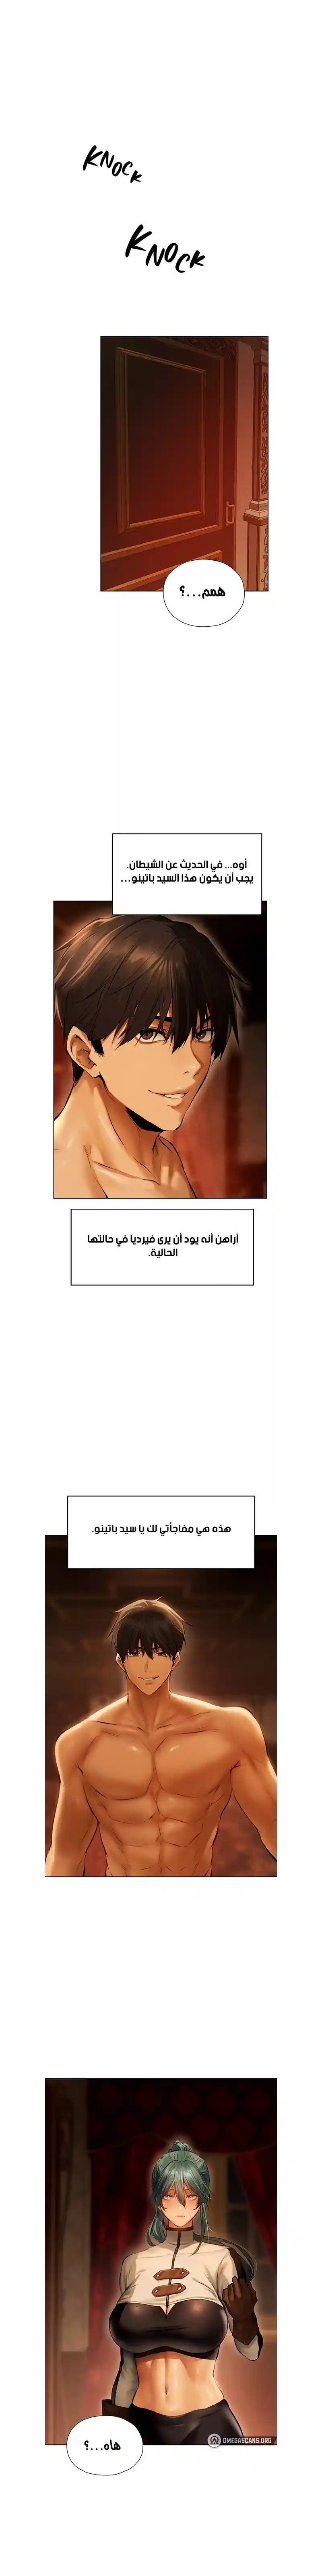 KNOCK
KNOCK
همم...؟
أوه... في الحديث عن الشيطان.
يجب أن يكون هذا السيد باتينو...
أراهن أنه يود أن يرى فيرديا في حالتها
الحالية.
هذه هي مفاجأتي لك يا سيد باتينو.
هاه...؟
OMEGASCANS.ORG